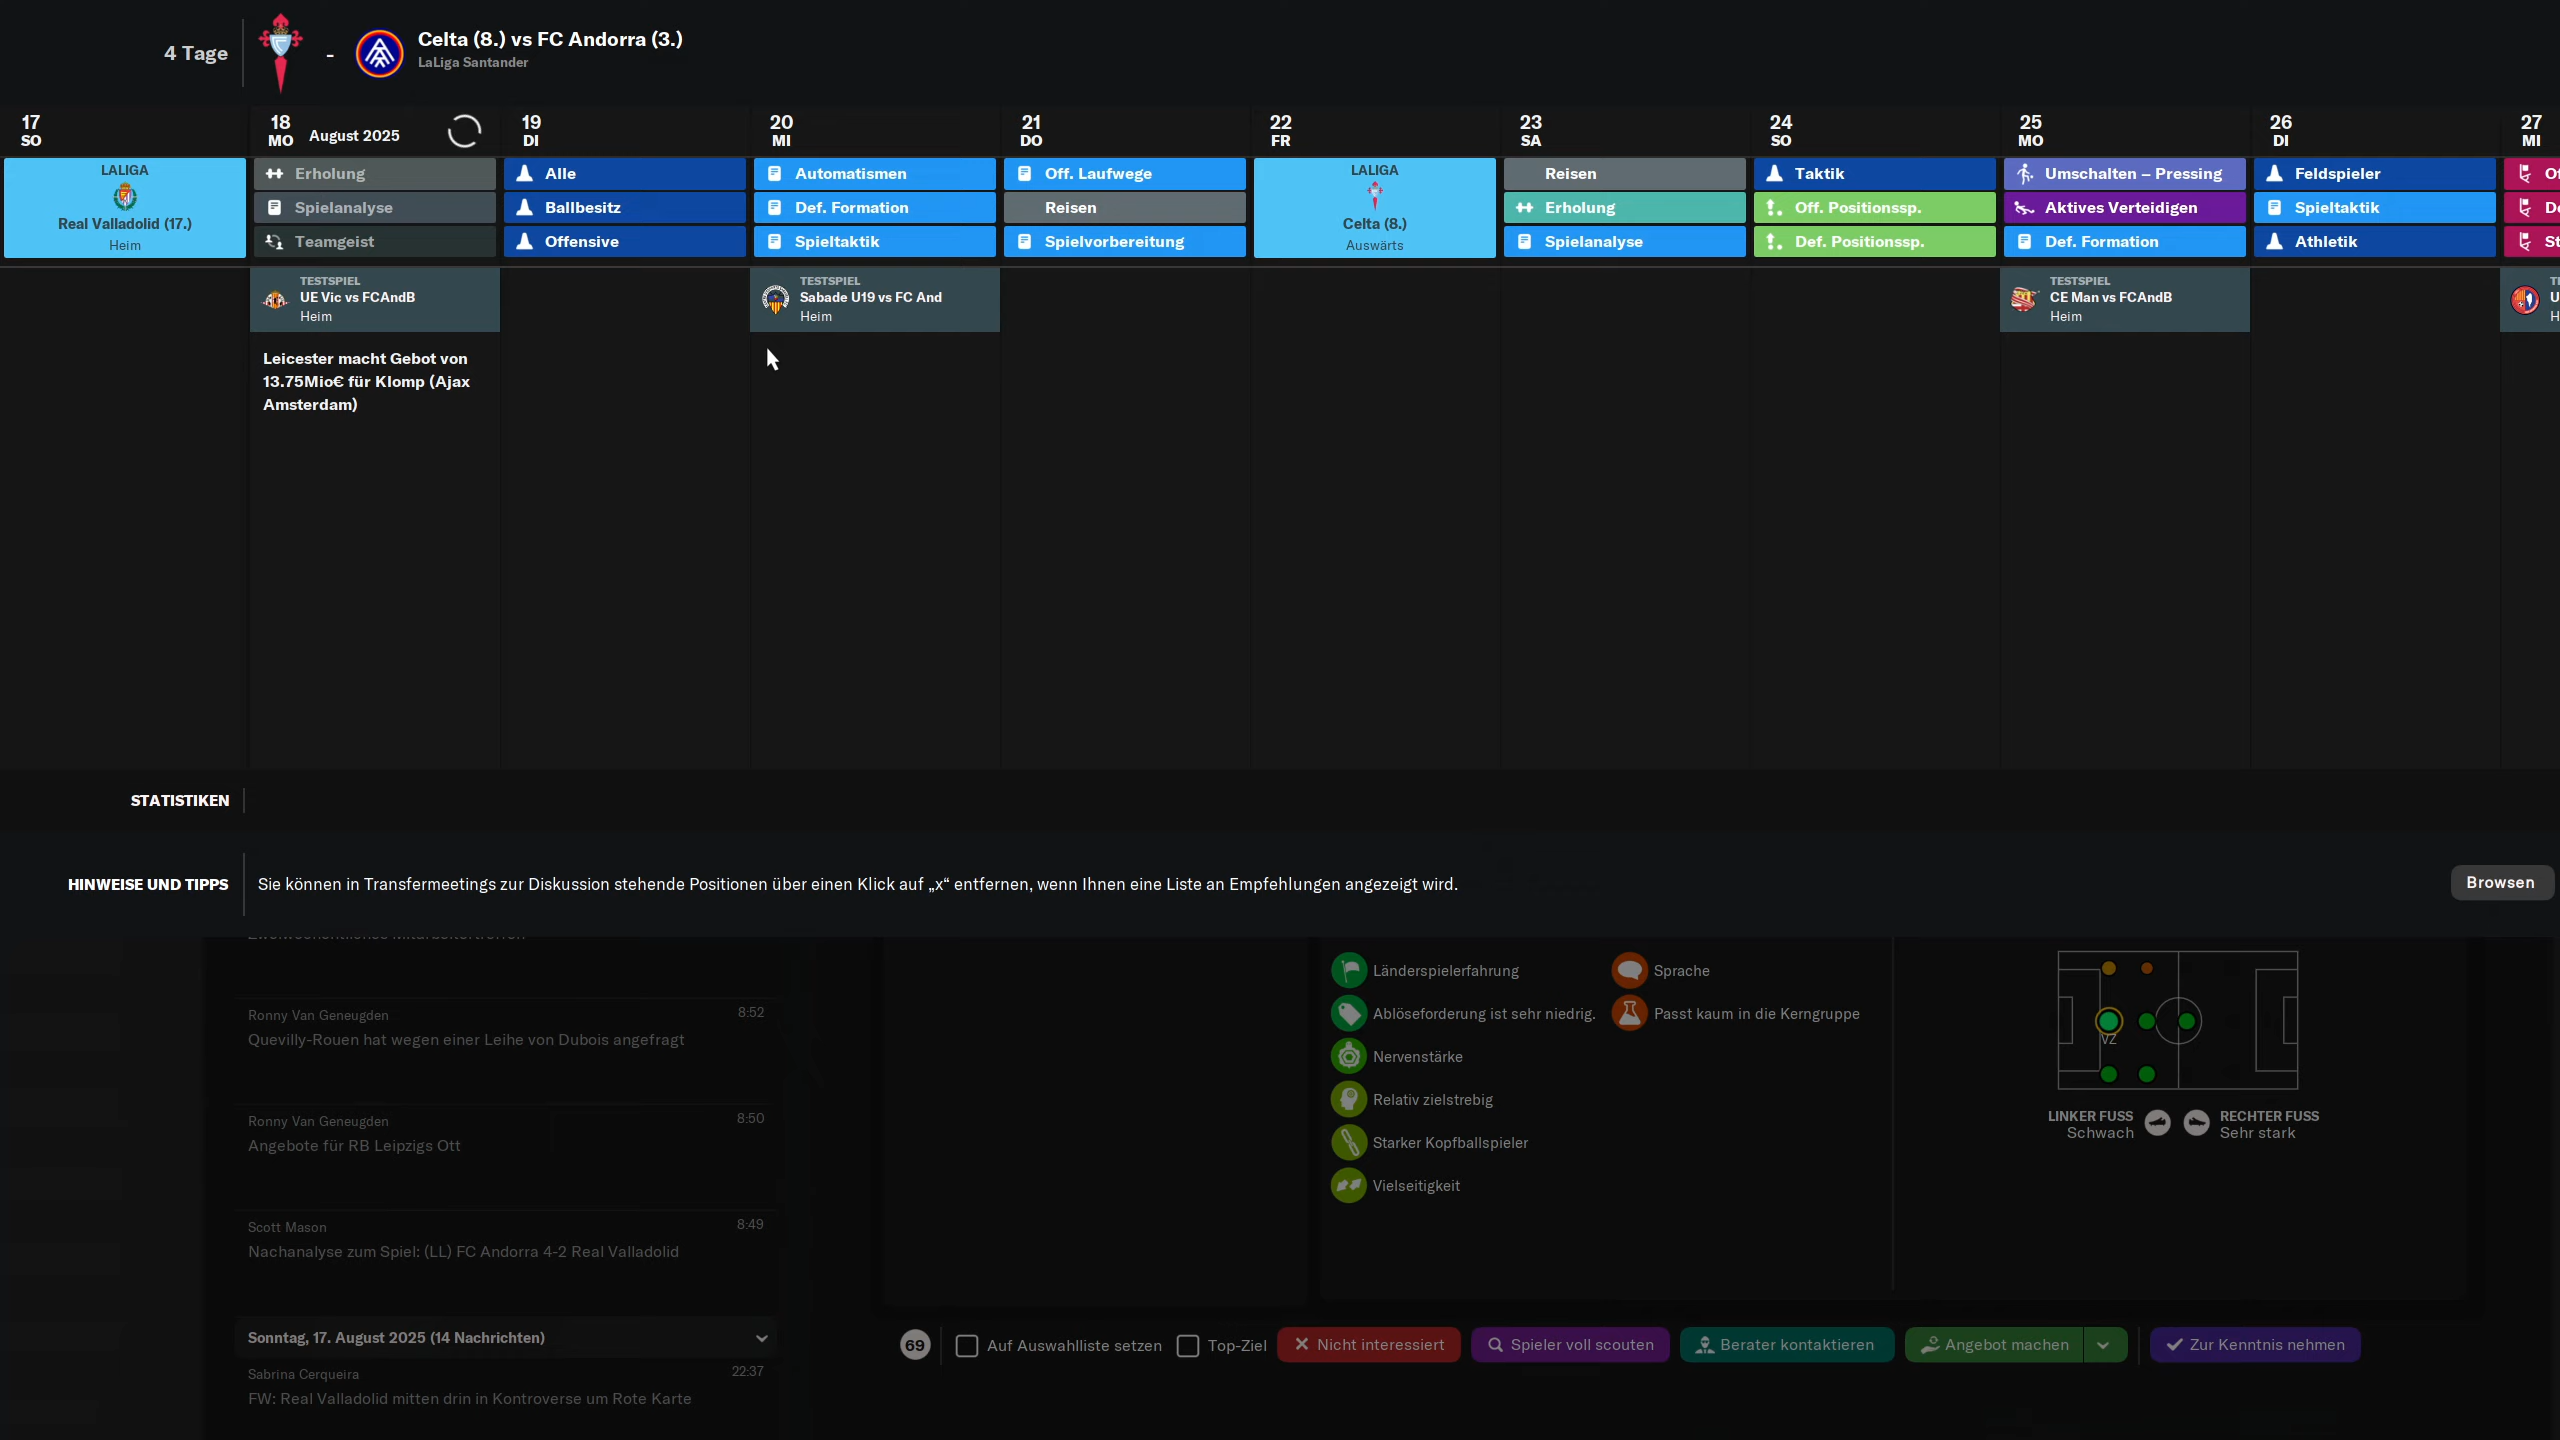 4 Tage
-
Celta (8.) vs FC Andorra (3.)
LaLiga Santander
17 SO
18 MO August 2025
19 DI
20 MI
21 DO
22 FR
23 SA
24 SO
25 MO
26 DI
27 MI
LALIGA
Real Valladolid (17.)
Heim
Erholung
Spielanalyse
Teamgeist
Alle
Ballbesitz
Offensive
Automatismen
Def. Formation
Spieltaktik
Off. Laufwege
Reisen
Spielvorbereitung
LALIGA
Celta (8.)
Auswärts
Reisen
Erholung
Spielanalyse
Taktik
Off. Positionssp.
Def. Positionssp.
Umschalten – Pressing
Aktives Verteidigen
Def. Formation
Feldspieler
Spieltaktik
Athletik
TESTSPIEL
UE Vic vs FCAndB
Heim
TESTSPIEL
Sabade U19 vs FC And
Heim
TESTSPIEL
CE Man vs FCAndB
Heim
Leicester macht Gebot von
13.75Mio€ für Klomp (Ajax
Amsterdam)
STATISTIKEN
HINWEISE UND TIPPS
Sie können in Transfermeetings zur Diskussion stehende Positionen über einen Klick auf „x“ entfernen, wenn Ihnen eine Liste an Empfehlungen angezeigt wird.
Browsen
Ronny Van Geneugden 8:52
Quevilly-Rouen hat wegen einer Leihe von Dubois angefragt
Ronny Van Geneugden 8:50
Angebote für RB Leipzigs Ott
Scott Mason 8:49
Nachanalyse zum Spiel: (LL) FC Andorra 4-2 Real Valladolid
Sonntag, 17. August 2025 (14 Nachrichten)
Sabrina Cerqueira 22:37
FW: Real Valladolid mitten drin in Kontroverse um Rote Karte
Länderspielerfahrung
Ablöseforderung ist sehr niedrig.
Nervenstärke
Relativ zielstrebig
Starker Kopfballspieler
Vielseitigkeit
Sprache
Passt kaum in die Kerngruppe
VZ
LINKER FUSS
Schwach
RECHTER FUSS
Sehr stark
69
Auf Auswahlliste setzen
Top-Ziel
Nicht interessiert
Spieler voll scouten
Berater kontaktieren
Angebot machen
Zur Kenntnis nehmen